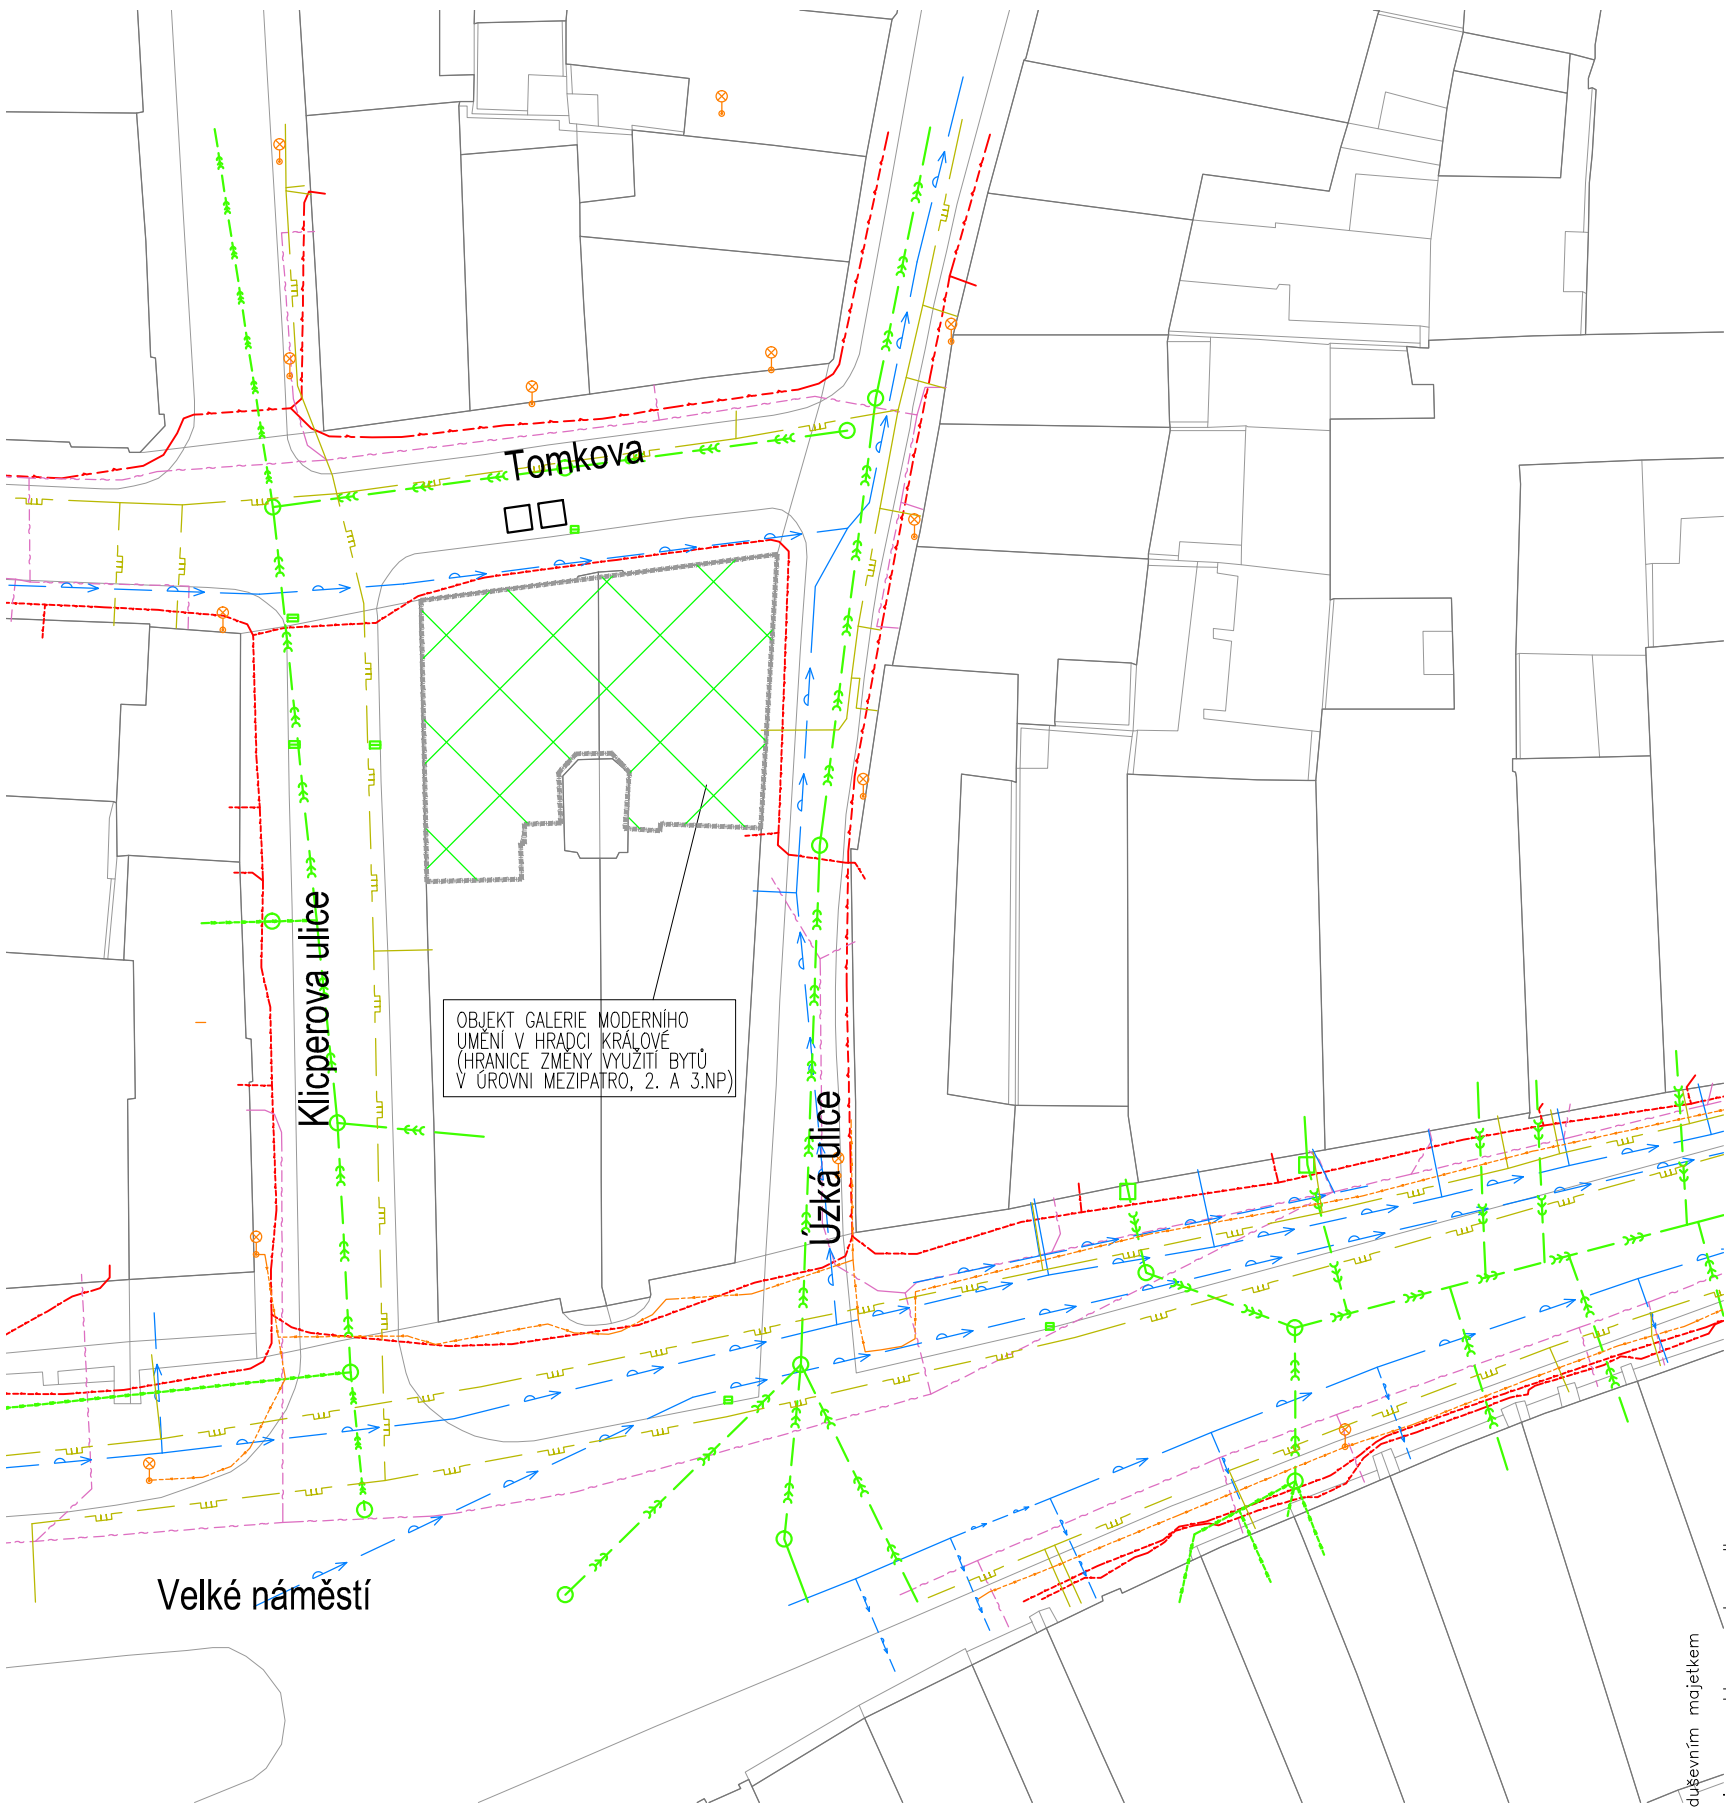 Tomkova
Klicperova ulice
OBJEKT GALERIE MODERNÍHO
UMĚNÍ V HRADCI KRÁLOVÉ
(HRANICE ZMĚNY VYUŽITÍ BYTŮ
V ÚROVNI MEZIPATRO, 2. A 3.NP)
Úzká ulice
Velké náměstí
duševním majetkem